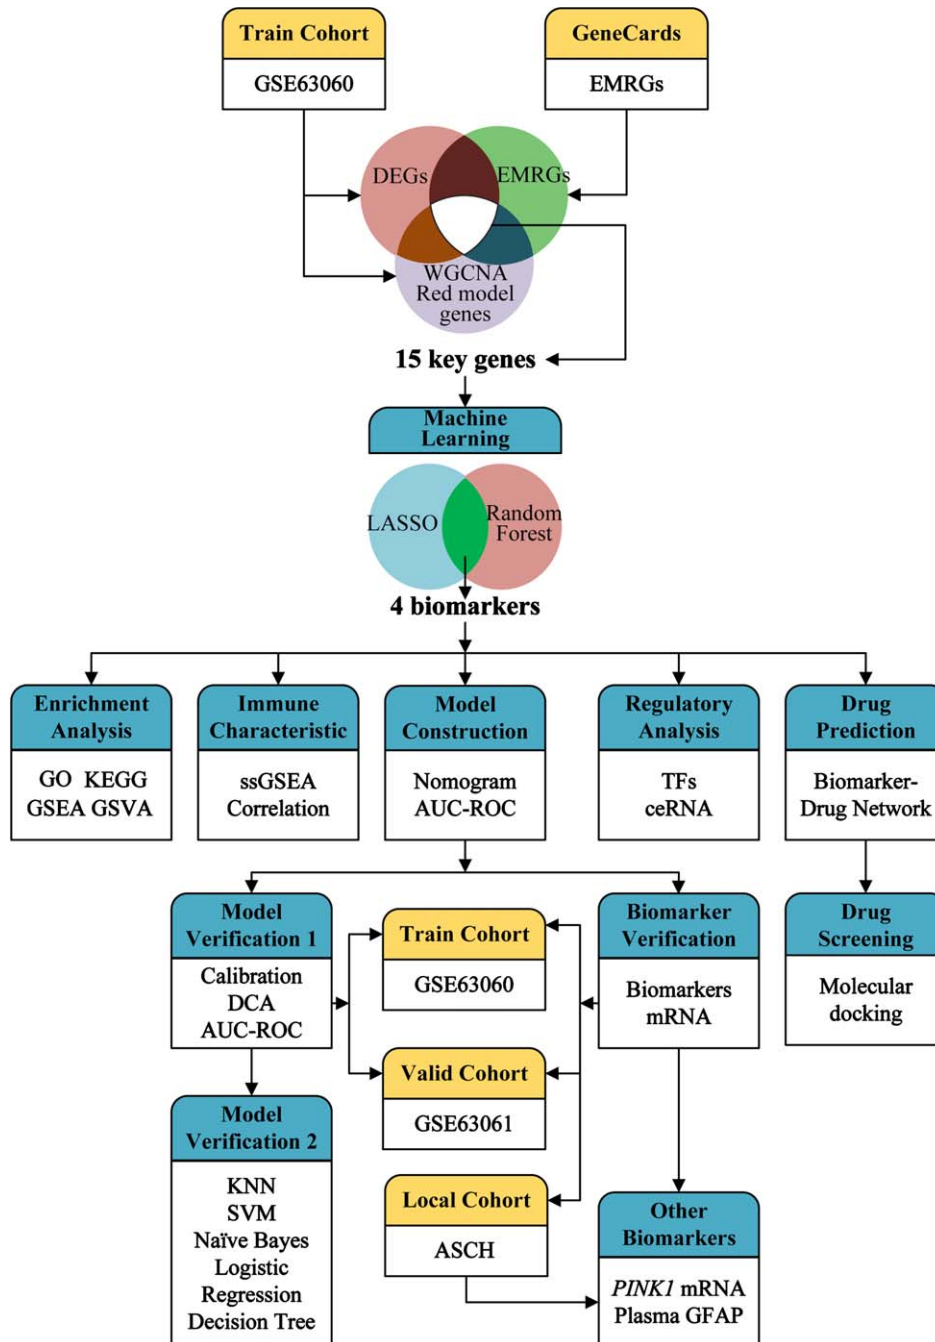 Train Cohort
GSE63060
GeneCards
EMRGs
DEGs
EMRGs
WGCNA
Red model
genes
15 key genes
Machine
Learning
LASSO
Random
Forest
4 biomarkers
Enrichment
Analysis
GO KEGG
GSEA GSVA
Immune
Characteristic
ssGSEA
Correlation
Model
Construction
Nomogram
AUC-ROC
Regulatory
Analysis
TFs
ceRNA
Drug
Prediction
Biomarker-
Drug Network
Model
Verification 1
Calibration
DCA
AUC-ROC
Train Cohort
GSE63060
Biomarker
Verification
Biomarkers
mRNA
Drug
Screening
Molecular
docking
Valid Cohort
GSE63061
Model
Verification 2
KNN
SVM
Naïve Bayes
Logistic
Regression
Decision Tree
Local Cohort
ASCH
Other
Biomarkers
PINK1 mRNA
Plasma GFAP